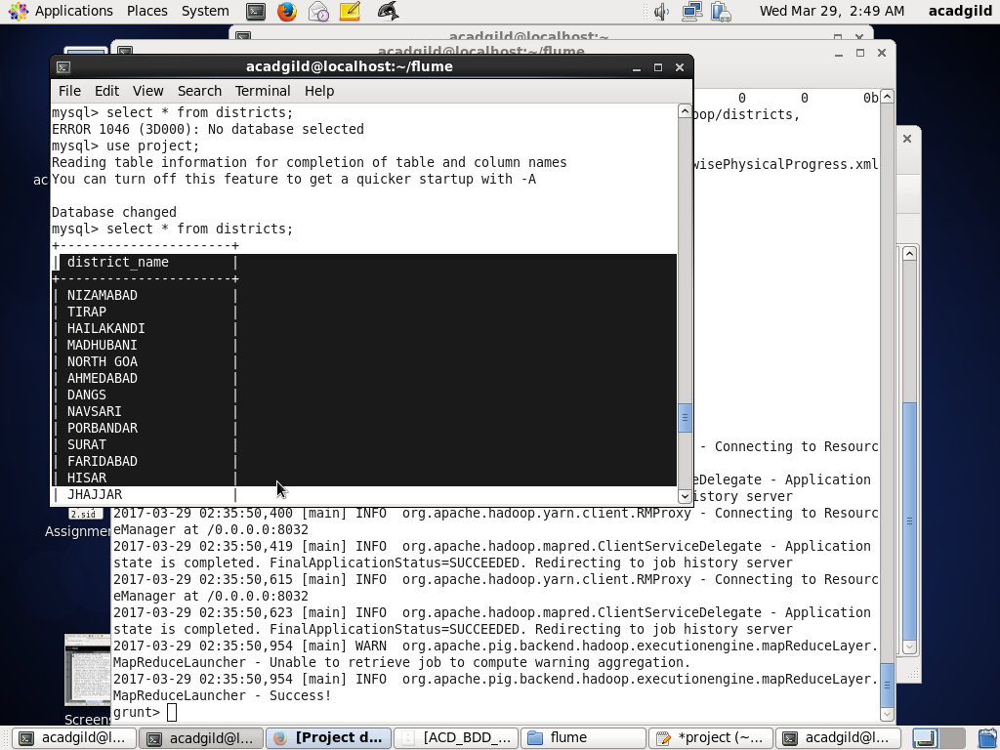 Applications Places System Wed Mar 29, 2:49 AM acadgild
acadgild@localhost:~
acadgild@localhost:~/flume
acadgild@localhost:~/flume
File Edit View Search Terminal Help
mysql> select * from districts;
ERROR 1046 (3D000): No database selected
mysql> use project;
Reading table information for completion of table and column names
You can turn off this feature to get a quicker startup with -A
Database changed
mysql> select * from districts;
+----------------------+
| district_name        |
+----------------------+
| NIZAMABAD            |
| TIRAP                |
| HAILAKANDI           |
| MADHUBANI            |
| NORTH GOA            |
| AHMEDABAD            |
| DANGS                |
| NAVSARI              |
| PORBANDAR            |
| SURAT                |
| FARIDABAD            |
| HISAR                |
| JHAJJAR              |
0 0 0b
op/districts,
wisePhysicalProgress.xml
- Connecting to Resourc
eDelegate - Application
history server
2017-03-29 02:35:50,400 [main] INFO  org.apache.hadoop.yarn.client.RMProxy - Connecting to Resourc
eManager at /0.0.0.0:8032
2017-03-29 02:35:50,419 [main] INFO  org.apache.hadoop.mapred.ClientServiceDelegate - Application
state is completed. FinalApplicationStatus=SUCCEEDED. Redirecting to job history server
2017-03-29 02:35:50,615 [main] INFO  org.apache.hadoop.yarn.client.RMProxy - Connecting to Resourc
eManager at /0.0.0.0:8032
2017-03-29 02:35:50,623 [main] INFO  org.apache.hadoop.mapred.ClientServiceDelegate - Application
state is completed. FinalApplicationStatus=SUCCEEDED. Redirecting to job history server
2017-03-29 02:35:50,954 [main] WARN  org.apache.pig.backend.hadoop.executionengine.mapReduceLayer.
MapReduceLauncher - Unable to retrieve job to compute warning aggregation.
2017-03-29 02:35:50,954 [main] INFO  org.apache.pig.backend.hadoop.executionengine.mapReduceLayer.
MapReduceLauncher - Success!
grunt>
ac
2.sid
Assignmen
Screens
acadgild@l... acadgild@l... [Project d... [ACD_BDD_... flume *project (~... acadgild@l...